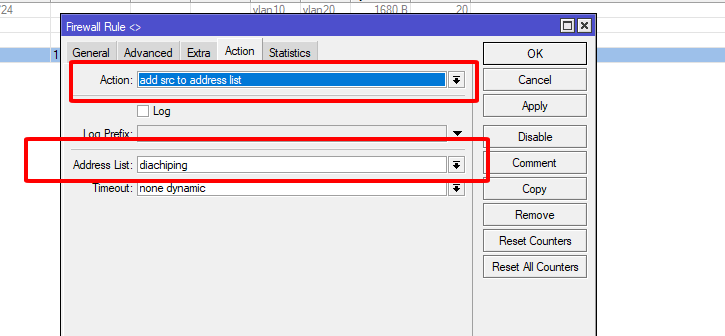 /24 vlan10 vlan20 1680 B 20
Firewall Rule <>
General Advanced Extra Action Statistics
OK
Action: add src to address list
Cancel
Log
Apply
Log Prefix:
Disable
Address List: diachiping
Comment
Timeout: none dynamic
Copy
Remove
Reset Counters
Reset All Counters